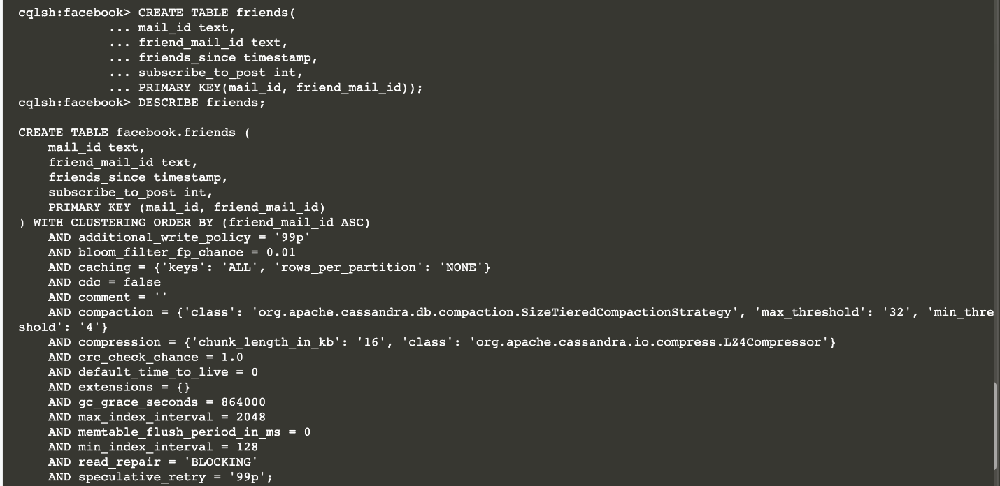 cqlsh:facebook> CREATE TABLE friends(
            ... mail_id text,
            ... friend_mail_id text,
            ... friends_since timestamp,
            ... subscribe_to_post int,
            ... PRIMARY KEY(mail_id, friend_mail_id));
cqlsh:facebook> DESCRIBE friends;

CREATE TABLE facebook.friends (
    mail_id text,
    friend_mail_id text,
    friends_since timestamp,
    subscribe_to_post int,
    PRIMARY KEY (mail_id, friend_mail_id)
) WITH CLUSTERING ORDER BY (friend_mail_id ASC)
    AND additional_write_policy = '99p'
    AND bloom_filter_fp_chance = 0.01
    AND caching = {'keys': 'ALL', 'rows_per_partition': 'NONE'}
    AND cdc = false
    AND comment = ''
    AND compaction = {'class': 'org.apache.cassandra.db.compaction.SizeTieredCompactionStrategy', 'max_threshold': '32', 'min_thre
shold': '4'}
    AND compression = {'chunk_length_in_kb': '16', 'class': 'org.apache.cassandra.io.compress.LZ4Compressor'}
    AND crc_check_chance = 1.0
    AND default_time_to_live = 0
    AND extensions = {}
    AND gc_grace_seconds = 864000
    AND max_index_interval = 2048
    AND memtable_flush_period_in_ms = 0
    AND min_index_interval = 128
    AND read_repair = 'BLOCKING'
    AND speculative_retry = '99p';